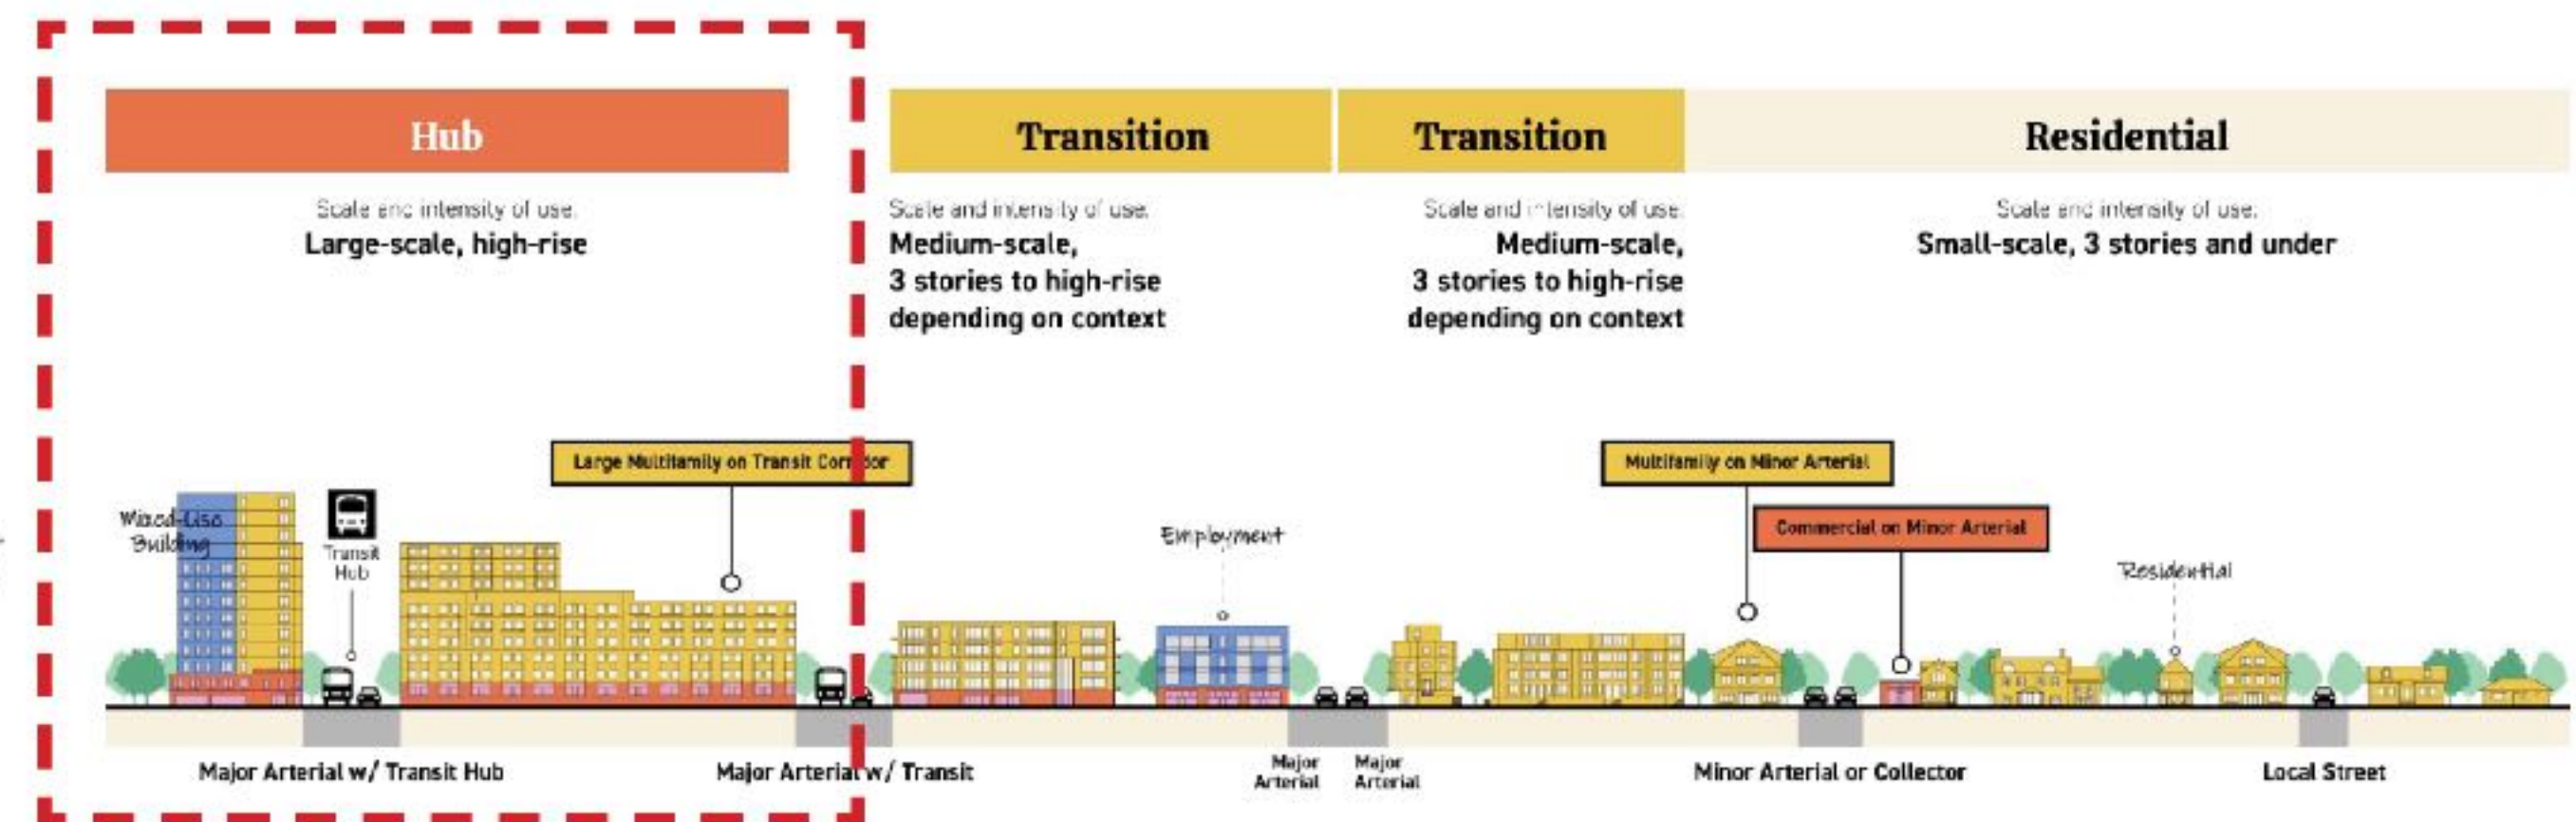 Hub
Transition
Transition
Residential
Scale and intensity of use:
Large-scale, high-rise
Scale and intensity of use:
Medium-scale,
3 stories to high-rise
depending on context
Scale and intensity of use:
Medium-scale,
3 stories to high-rise
depending on context
Scale and intensity of use:
Small-scale, 3 stories and under
Large Multifamily on Transit Corridor
Multifamily on Minor Arterial
Commercial on Minor Arterial
Mixed-Use
Building
Transit
Hub
Employment
Residential
Major Arterial w/ Transit Hub
Major Arterial w/ Transit
Major
Arterial
Major
Arterial
Minor Arterial or Collector
Local Street